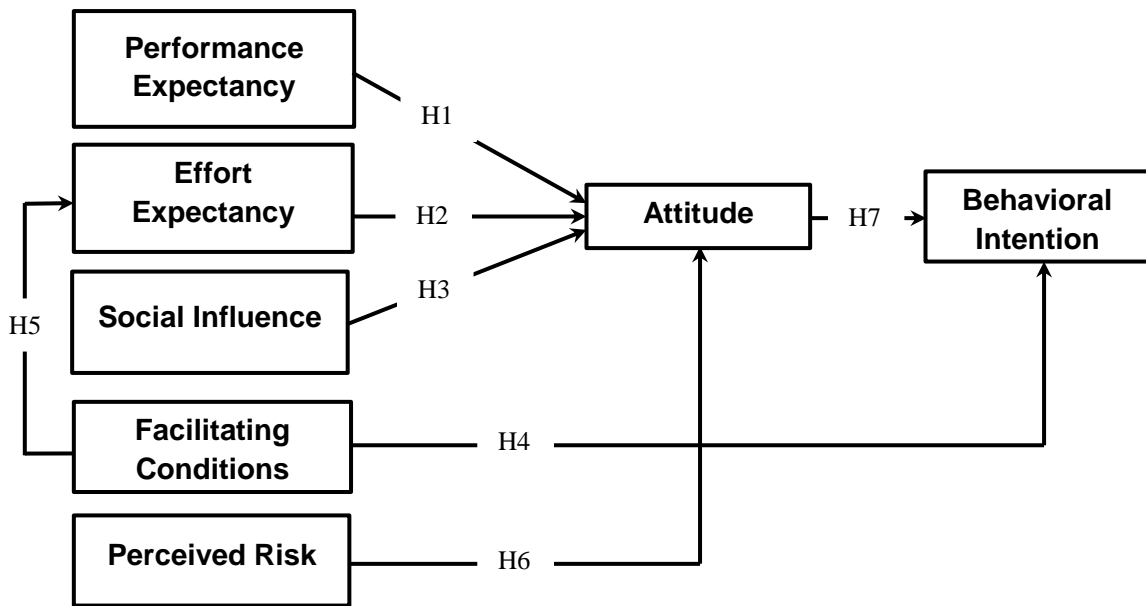 Performance
Expectancy
H1
Effort
Expectancy
H2
Attitude
H7
Behavioral
Intention
H3
Social Influence
H5
Facilitating
Conditions
H4
Perceived Risk
H6